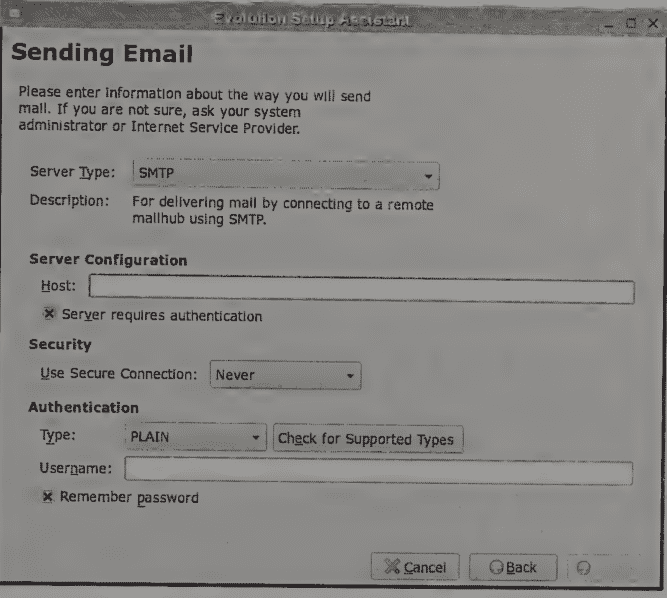 Evolution Setup Assistant
Sending Email
Please enter information about the way you will send
mail. If you are not sure, ask your system
administrator or Internet Service Provider.
Server Type: SMTP
Description: For delivering mail by connecting to a remote
mailhub using SMTP.
Server Configuration
Host:
Server requires authentication
Security
Use Secure Connection: Never
Authentication
Type: PLAIN Check for Supported Types
Username:
Remember password
Cancel Back